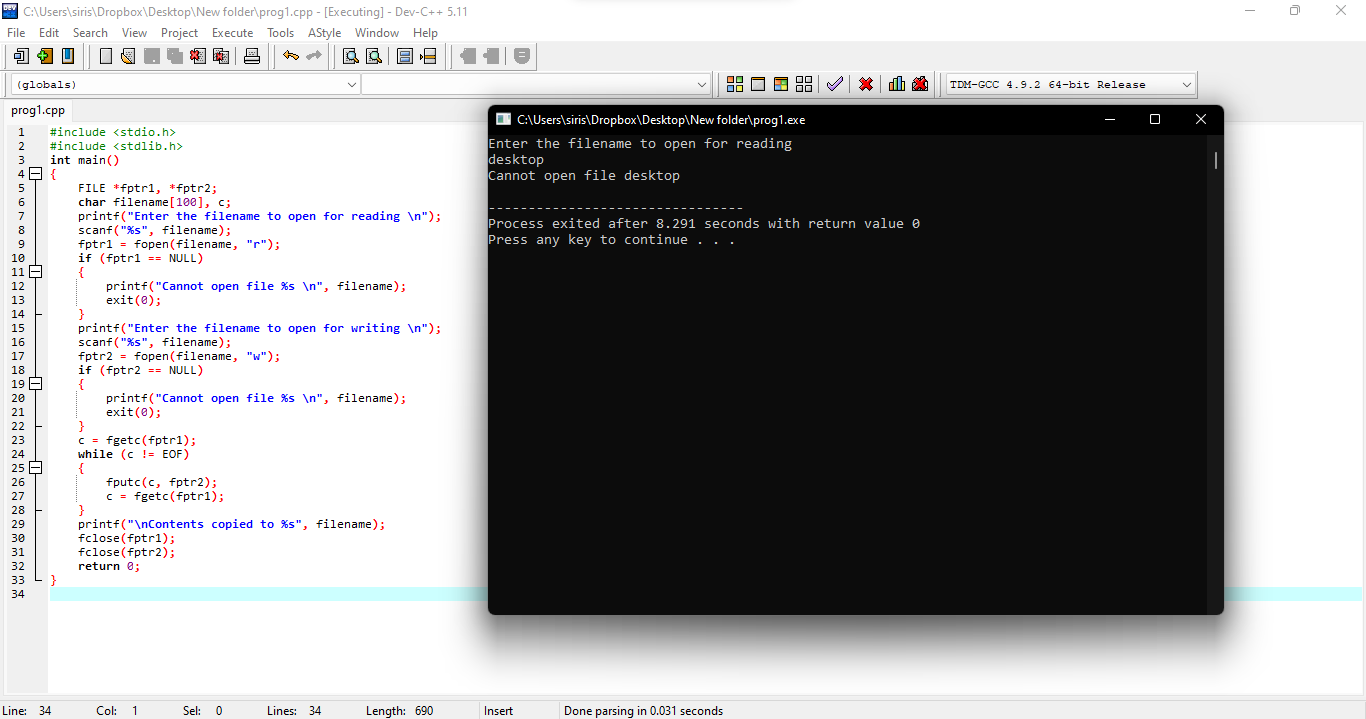 C:\Users\siris\Dropbox\Desktop\New folder\prog1.cpp - [Executing] - Dev-C++ 5.11
File Edit Search View Project Execute Tools AStyle Window Help
(globals)
TDM-GCC 4.9.2 64-bit Release
prog1.cpp
1 #include <stdio.h>
2 #include <stdlib.h>
3 int main()
4 {
5 FILE *fptr1, *fptr2;
6 char filename[100], c;
7 printf("Enter the filename to open for reading \n");
8 scanf("%s", filename);
9 fptr1 = fopen(filename, "r");
10 if (fptr1 == NULL)
11 {
12 printf("Cannot open file %s \n", filename);
13 exit(0);
14 }
15 printf("Enter the filename to open for writing \n");
16 scanf("%s", filename);
17 fptr2 = fopen(filename, "w");
18 if (fptr2 == NULL)
19 {
20 printf("Cannot open file %s \n", filename);
21 exit(0);
22 }
23 c = fgetc(fptr1);
24 while (c != EOF)
25 {
26 fputc(c, fptr2);
27 c = fgetc(fptr1);
28 }
29 printf("\nContents copied to %s", filename);
30 fclose(fptr1);
31 fclose(fptr2);
32 return 0;
33 }
34
C:\Users\siris\Dropbox\Desktop\New folder\prog1.exe
Enter the filename to open for reading
desktop
Cannot open file desktop
--------------------------------
Process exited after 8.291 seconds with return value 0
Press any key to continue . . .
Line: 34 Col: 1 Sel: 0 Lines: 34 Length: 690 Insert Done parsing in 0.031 seconds